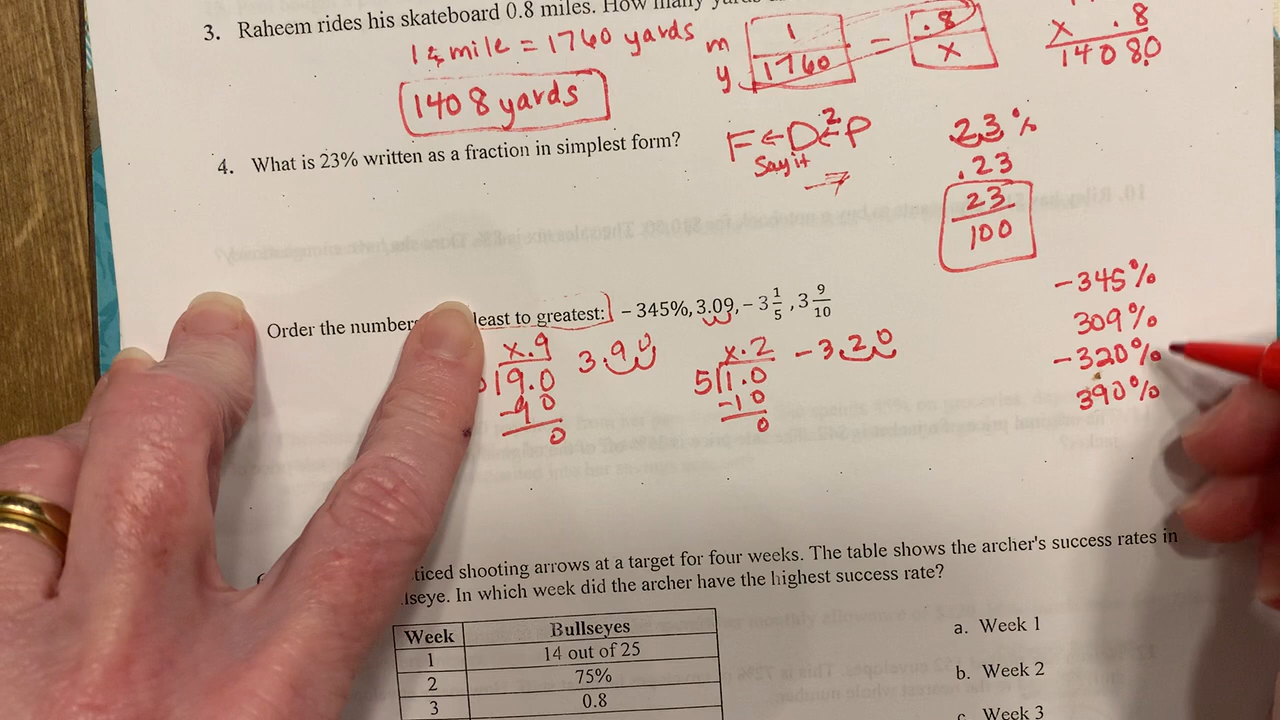 3. Raheem rides his skateboard 0.8 miles. How many yards
1 mile = 1760 yards
m 1 = .8
y 1760 x
x .8
14080
1408 yards
4. What is 23% written as a fraction in simplest form?
F←D←P
2
Say it
23%
.23
23
100
Order the number least to greatest: - 345%, 3.09, - 3 1/5, 3 9/10
-345%
309%
-320%
390%
x.9
19.0
-90
0
3.90
x.2
5 1.0
-10
0
-3.20
ticed shooting arrows at a target for four weeks. The table shows the archer's success rates in
lseye. In which week did the archer have the highest success rate?
Week Bullseyes
1 14 out of 25
2 75%
3 0.8
a. Week 1
b. Week 2
c. Week 3